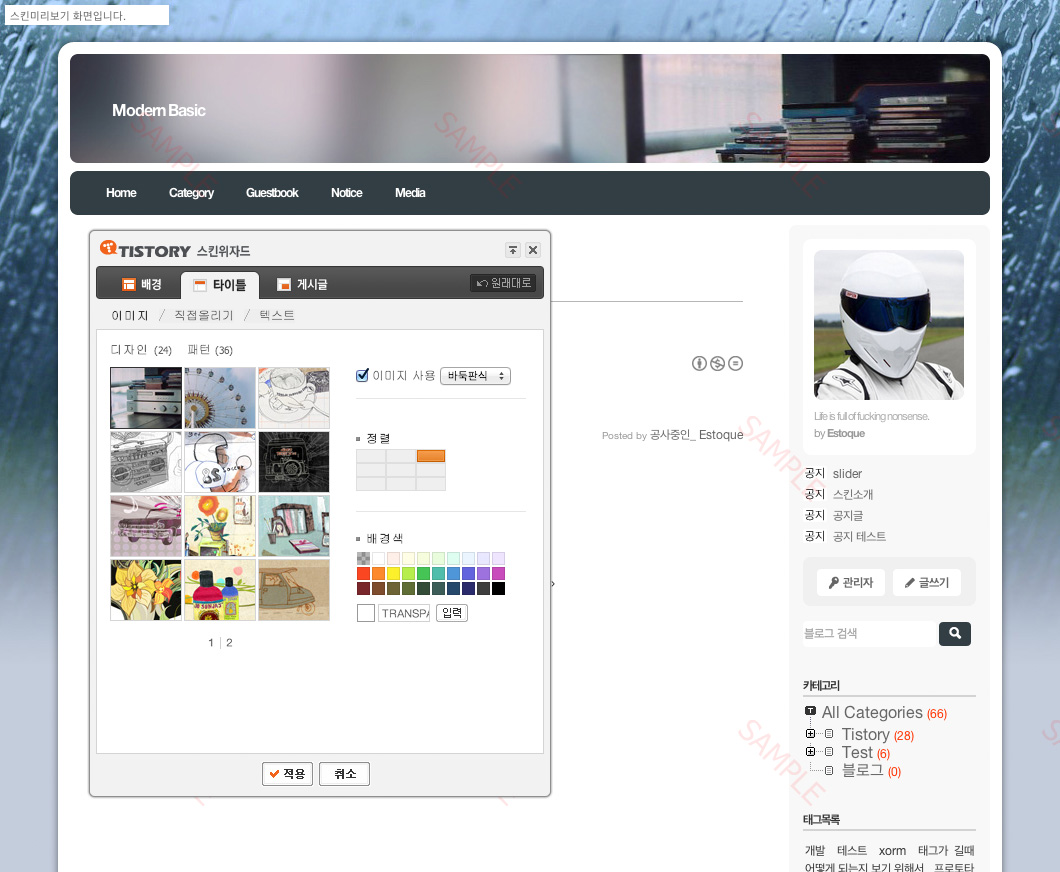 스킨미리보기 화면입니다.
Modern Basic
Home Category Guestbook Notice Media
TISTORY 스킨위자드
배경 타이틀 게시글 원래대로
이미지 / 직접올리기 / 텍스트
디자인 (24) 패턴 (36)
이미지 사용 바둑판식
정렬
배경색
TRANSPA 입력
1 2
적용 취소
Posted by 공사중인_ Estoque
Life is full of fucking nonsense.
by Estoque
공지 slider
공지 스킨소개
공지 공지글
공지 공지 테스트
관리자 글쓰기
블로그 검색
카테고리
All Categories (66)
Tistory (28)
Test (6)
블로그 (0)
태그목록
개발 테스트 xorm 태그가 길때
어떻게 되는지 보기 위해서 프로토타
SAMPLE
SAMPLE
SAMPLE
SAMPLE
SAMPLE